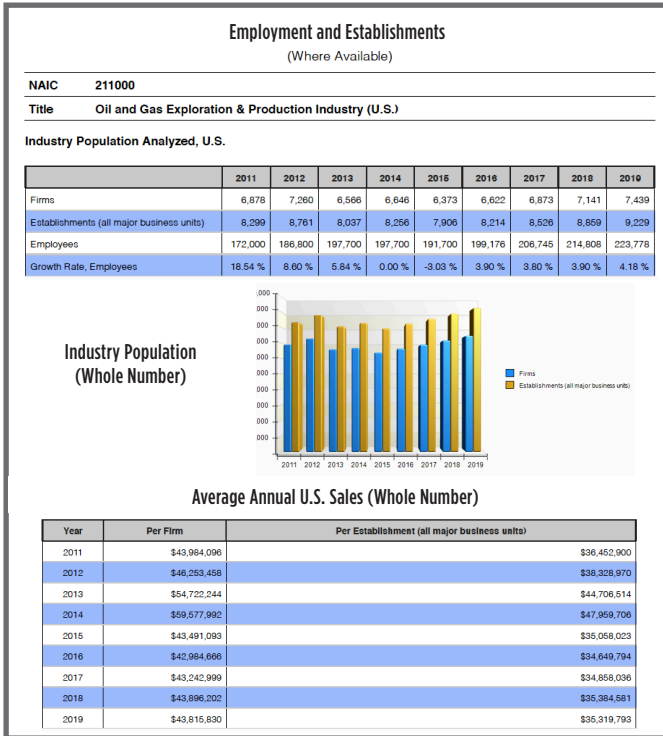 Employment and Establishments
(Where Available)
NAIC 211000
Title Oil and Gas Exploration & Production Industry (U.S.)
Industry Population Analyzed, U.S.
2011 2012 2013 2014 2015 2016 2017 2018 2019
Firms 6,878 7,260 6,566 6,646 6,373 6,622 6,873 7,141 7,439
Establishments (all major business units) 8,299 8,761 8,037 8,256 7,906 8,214 8,526 8,859 9,229
Employees 172,000 186,800 197,700 197,700 191,700 199,176 206,745 214,808 223,778
Growth Rate, Employees 18.54 % 8.60 % 5.84 % 0.00 % -3.03 % 3.90 % 3.80 % 3.90 % 4.18 %
Industry Population
(Whole Number)
,000
000
000
000
000
000
000
000
000
000
2011 2012 2013 2014 2015 2016 2017 2018 2019
Firms
Establishments (all major business units)
Average Annual U.S. Sales (Whole Number)
Year Per Firm Per Establishment (all major business units)
2011 $43,984,096 $36,452,900
2012 $46,253,458 $38,328,970
2013 $54,722,244 $44,706,514
2014 $59,577,992 $47,959,706
2015 $43,491,093 $35,058,023
2016 $42,984,666 $34,649,794
2017 $43,242,999 $34,858,036
2018 $43,896,202 $35,384,581
2019 $43,815,830 $35,319,793